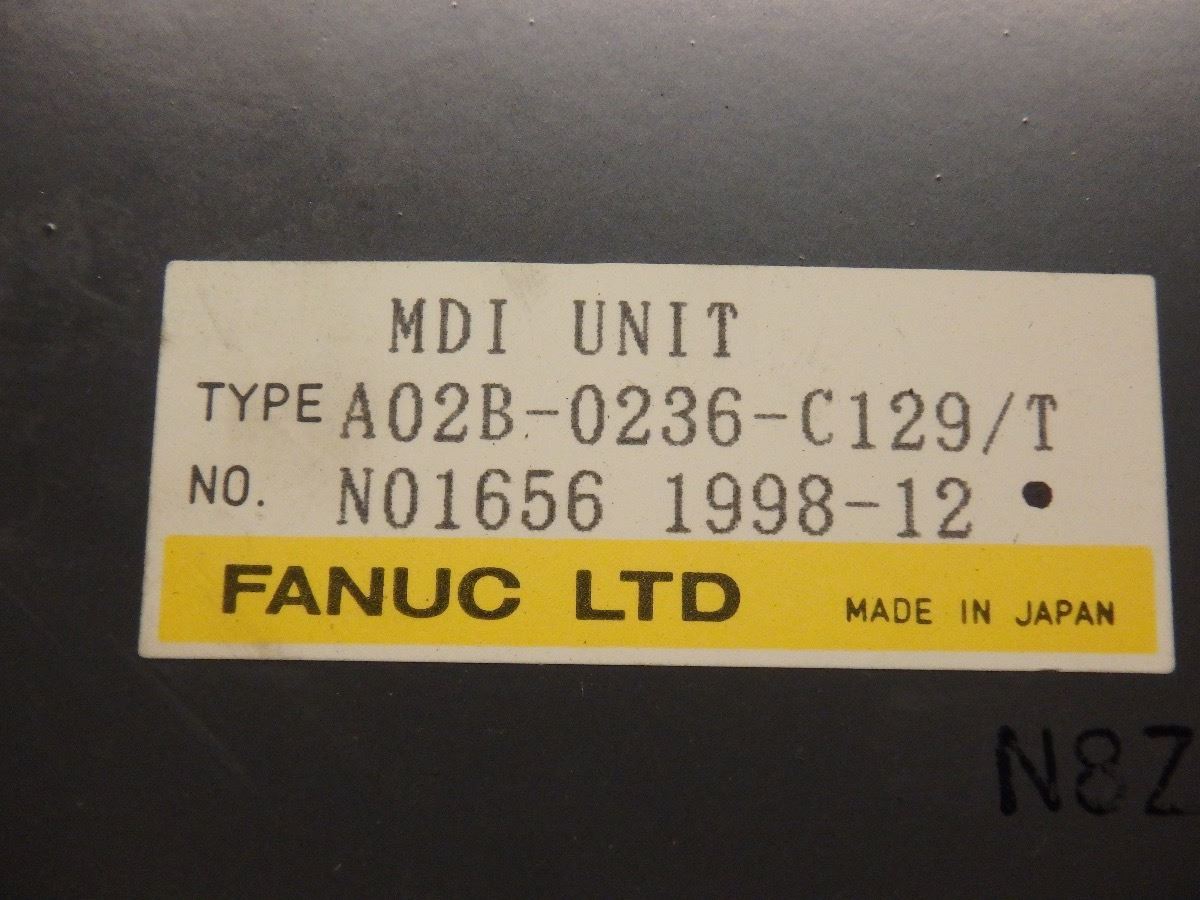 MDI UNIT
TYPE A02B-0236-C129/T
NO. N01656 1998-12
FANUC LTD MADE IN JAPAN
N8Z